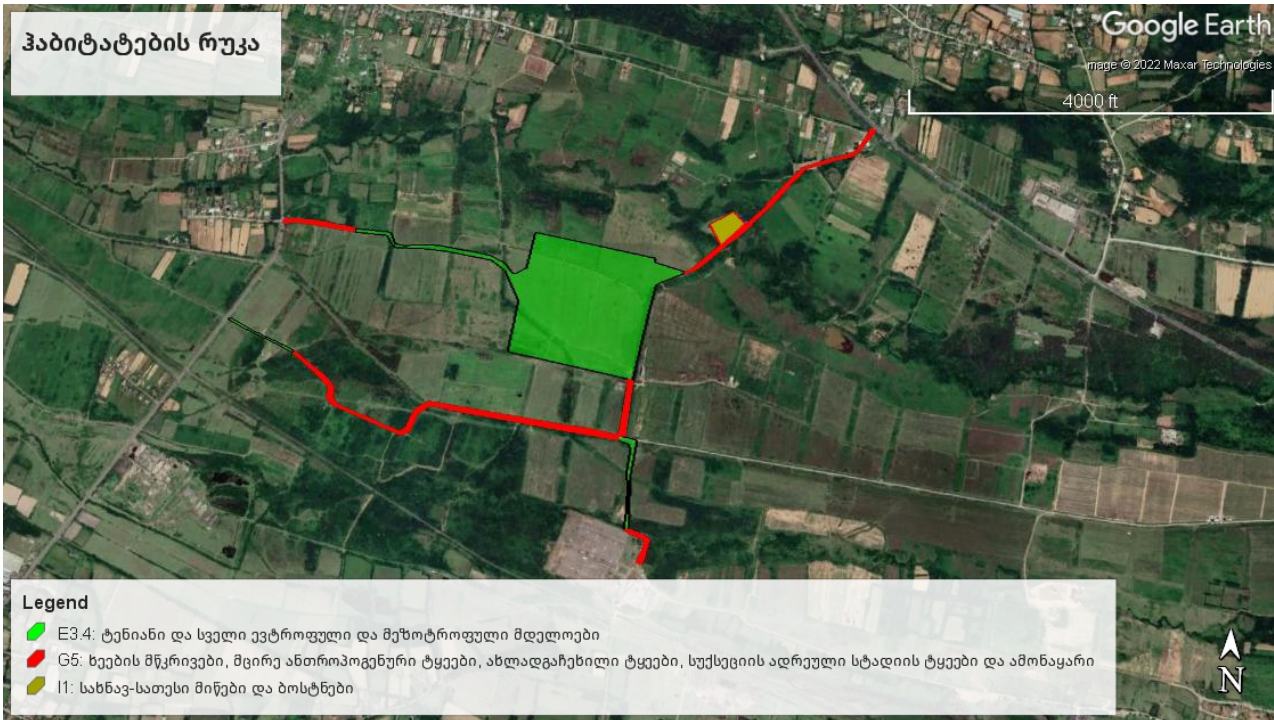 ჰაბიტატების რუკა
Google Earth
mage © 2022 Maxar Technologies
4000 ft
Legend
E3.4: ტენიანი და სველი ევტროფული და მეზოტროფული მდელოები
G5: ხეების მწკრივები, მცირე ანთროპოგენური ტყეები, ახლადგაჩეხილი ტყეები, სუქსეციის ადრეული სტადიის ტყეები და ამონაყარი
I1: სახნავ-სათესი მიწები და ბოსტნები
N